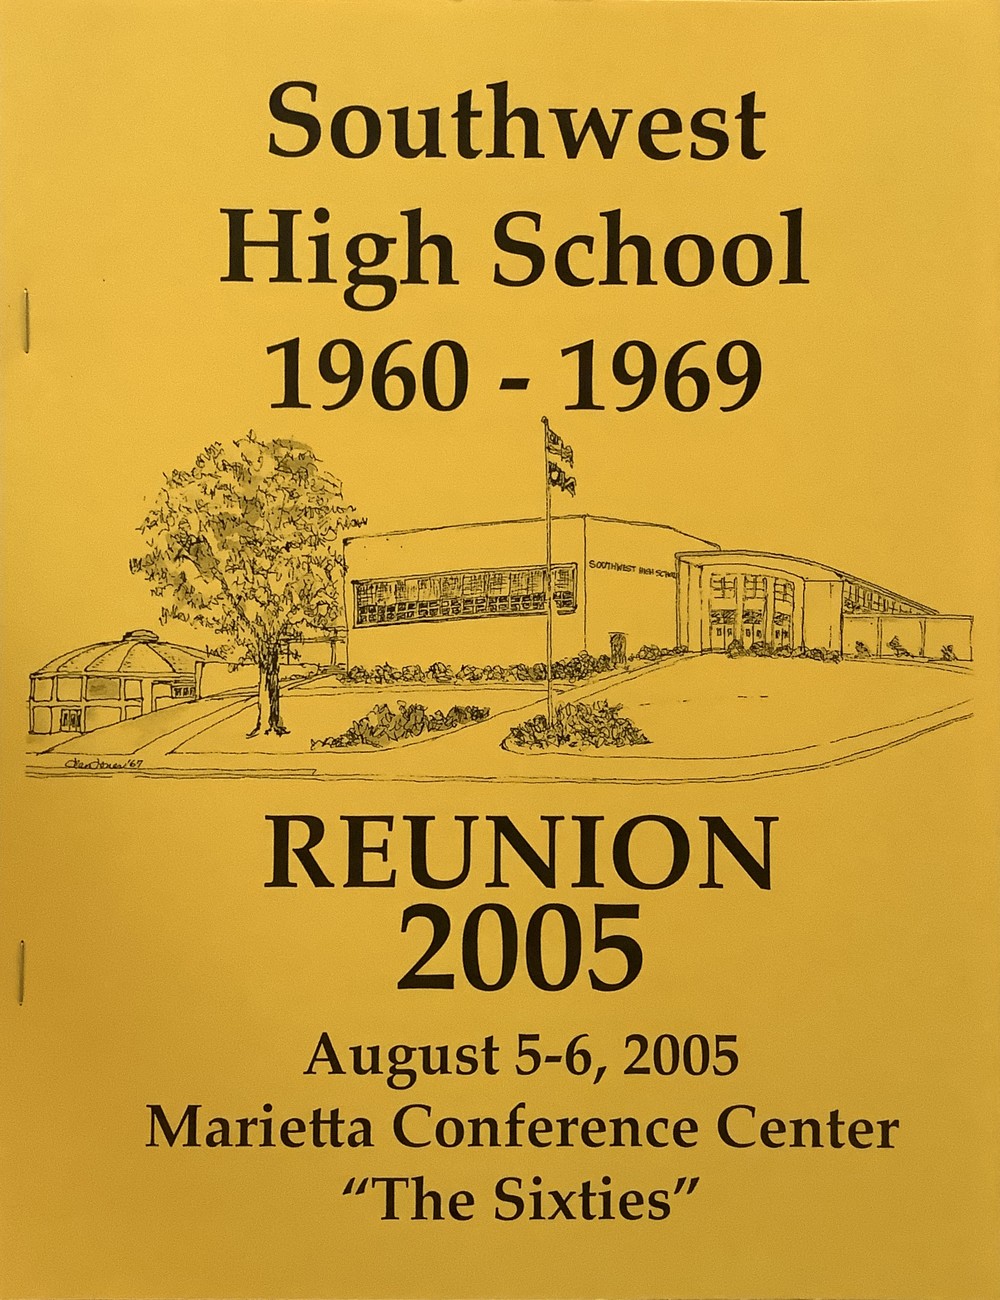 Southwest
High School
1960 - 1969
SOUTHWEST HIGH SCHOOL
'67
REUNION
2005
August 5-6, 2005
Marietta Conference Center
“The Sixties”